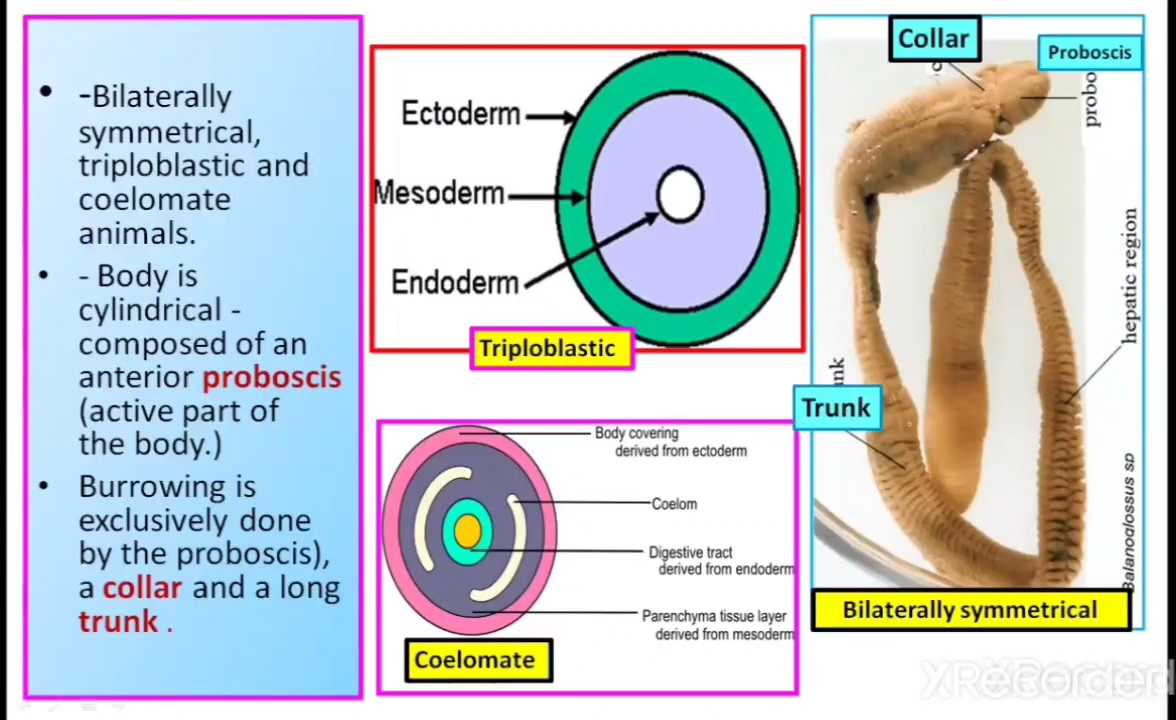 -Bilaterally
symmetrical,
triploblastic and
coelomate
animals.
- Body is
cylindrical -
composed of an
anterior proboscis
(active part of
the body.)
Burrowing is
exclusively done
by the proboscis),
a collar and a long
trunk .
Ectoderm
Mesoderm
Endoderm
Triploblastic
Body covering
derived from ectoderm
Coelom
Digestive tract
derived from endoderm
Parenchyma tissue layer
derived from mesoderm
Coelomate
Collar
Proboscis
c
probo
hepatic region
nk
Trunk
Balanoglossus sp
Bilaterally symmetrical
XRecorder